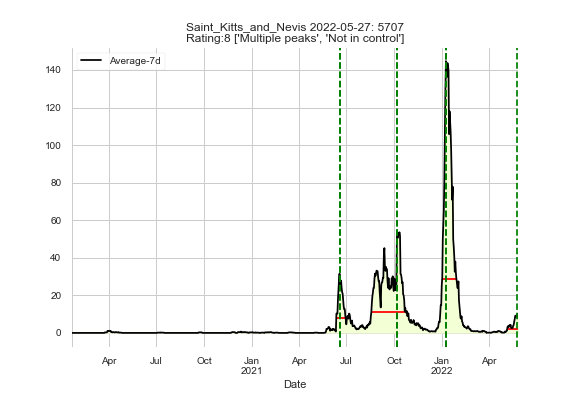 Saint_Kitts_and_Nevis 2022-05-27: 5707
Rating:8 ['Multiple peaks', 'Not in control']
Average-7d
140
120
100
80
60
40
20
0
Apr Jul Oct Jan Apr Jul Oct Jan Apr
2021 2022
Date